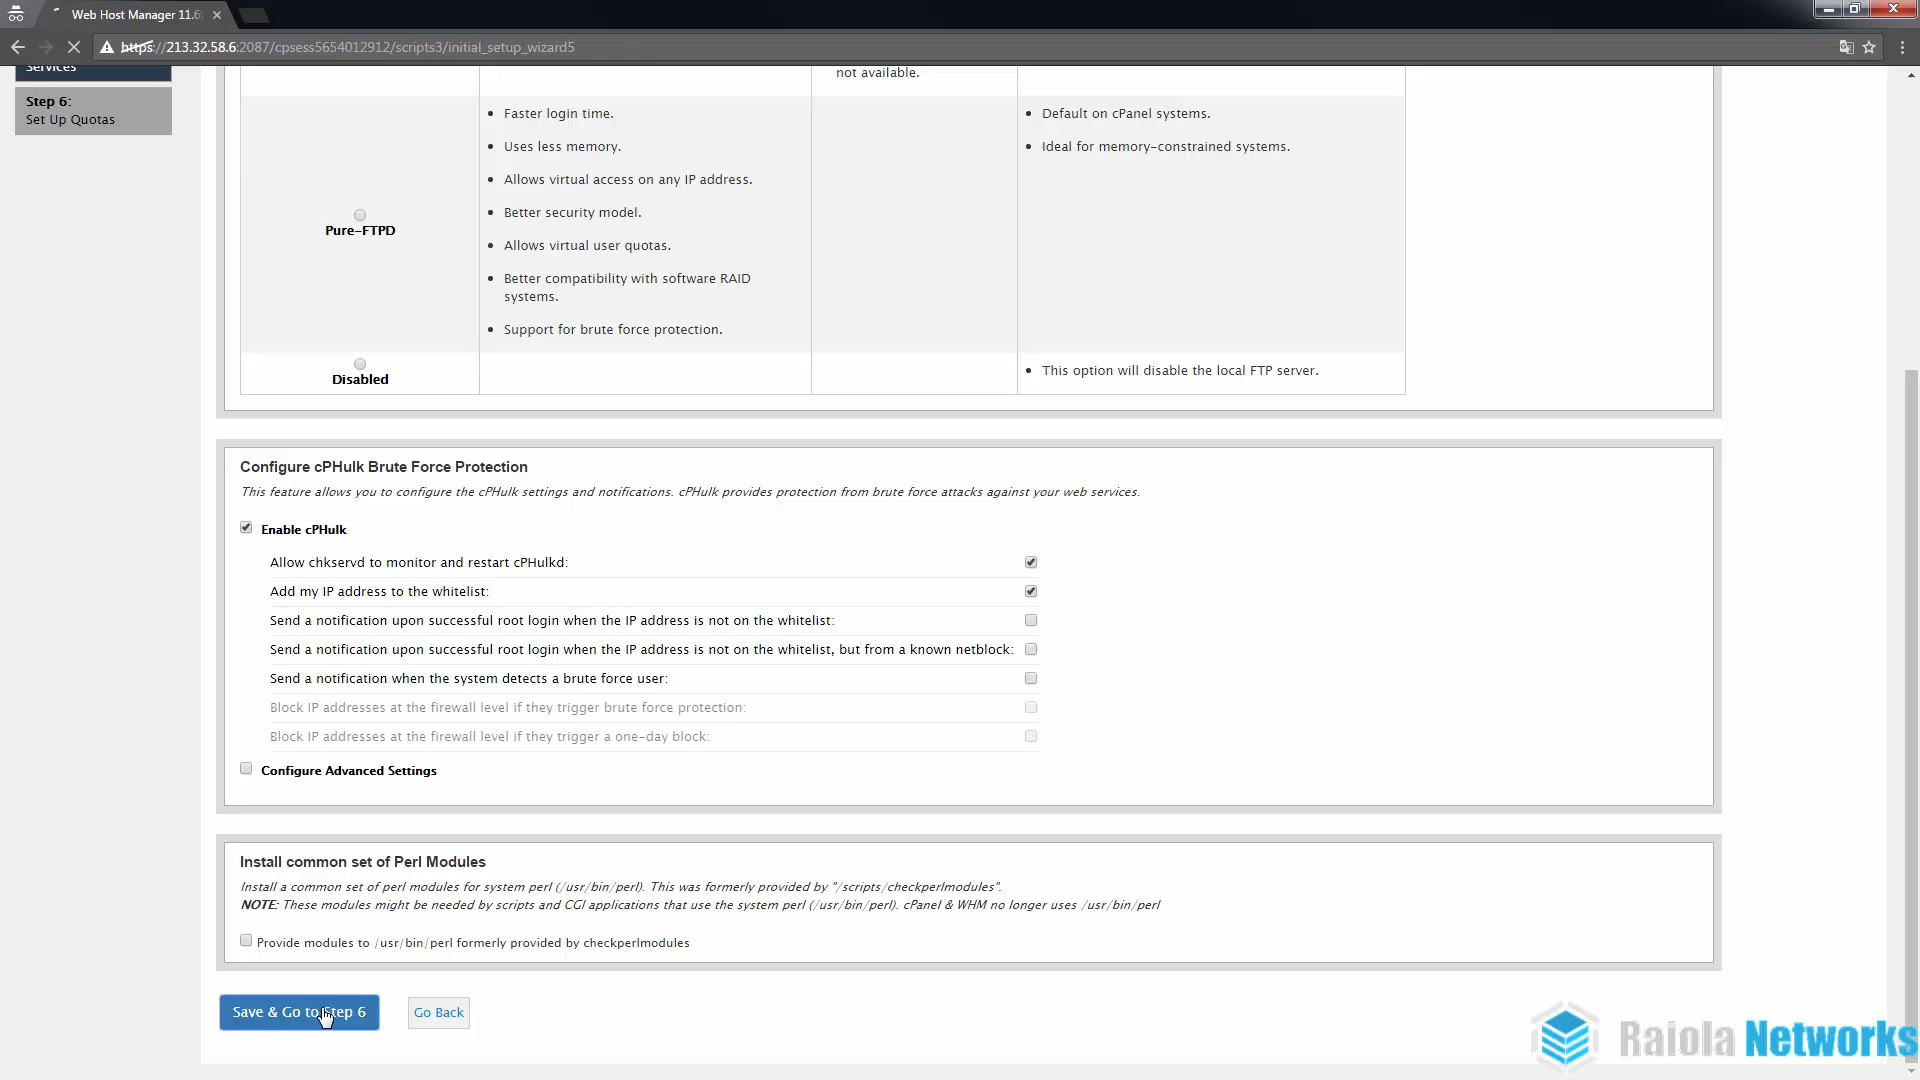 Web Host Manager 11.6
https://213.32.58.6:2087/cpsess5654012912/scripts3/initial_setup_wizard5
Services
Step 6:
Set Up Quotas
not available.
Pure-FTPD
Faster login time.
Uses less memory.
Allows virtual access on any IP address.
Better security model.
Allows virtual user quotas.
Better compatibility with software RAID
systems.
Support for brute force protection.
Default on cPanel systems.
Ideal for memory-constrained systems.
Disabled
This option will disable the local FTP server.
Configure cPHulk Brute Force Protection
This feature allows you to configure the cPHulk settings and notifications. cPHulk provides protection from brute force attacks against your web services.
Enable cPHulk
Allow chkservd to monitor and restart cPHulkd:
Add my IP address to the whitelist:
Send a notification upon successful root login when the IP address is not on the whitelist:
Send a notification upon successful root login when the IP address is not on the whitelist, but from a known netblock:
Send a notification when the system detects a brute force user:
Block IP addresses at the firewall level if they trigger brute force protection:
Block IP addresses at the firewall level if they trigger a one-day block:
Configure Advanced Settings
Install common set of Perl Modules
Install a common set of perl modules for system perl (/usr/bin/perl). This was formerly provided by "/scripts/checkperlmodules".
NOTE: These modules might be needed by scripts and CGI applications that use the system perl (/usr/bin/perl). cPanel & WHM no longer uses /usr/bin/perl
Provide modules to /usr/bin/perl formerly provided by checkperlmodules
Save & Go to Step 6
Go Back
Raiola Networks